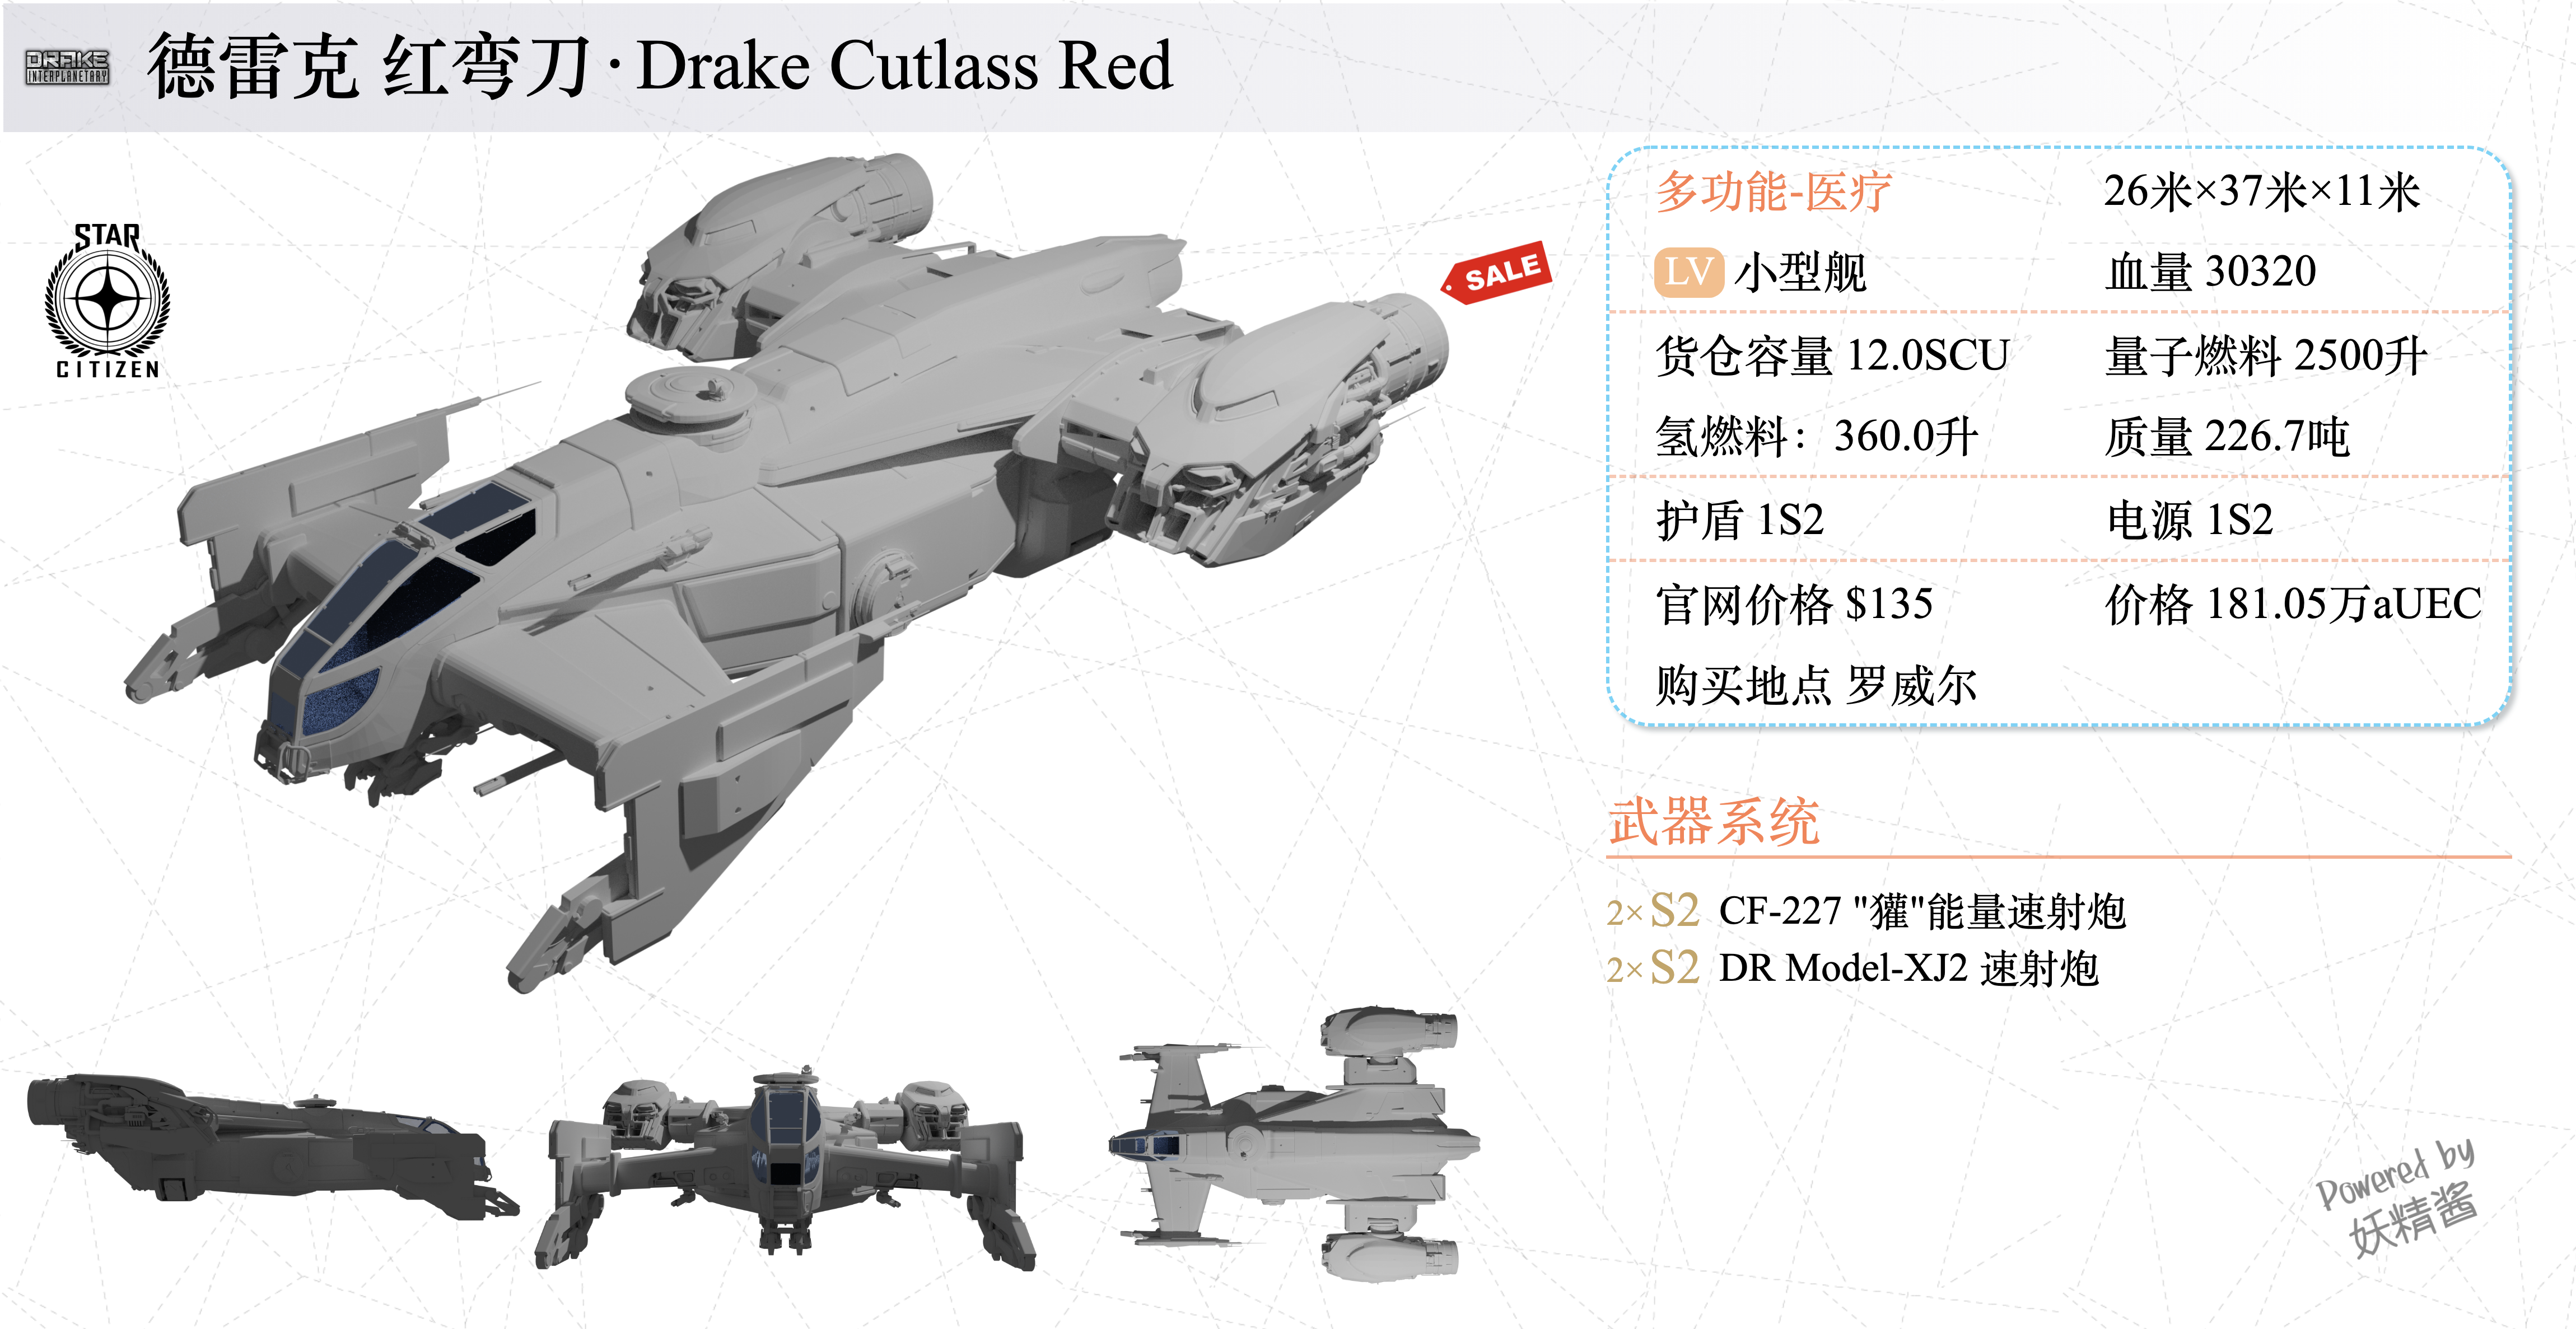 DRAKE
INTERPLANETARY
德雷克 红弯刀·Drake Cutlass Red
STAR
CITIZEN
SALE
多功能-医疗
26米×37米×11米
LV 小型舰
血量 30320
货仓容量 12.0SCU
量子燃料 2500升
氢燃料：360.0升
质量 226.7吨
护盾 1S2
电源 1S2
官网价格 $135
价格 181.05万aUEC
购买地点 罗威尔
武器系统
2× S2 CF-227 "獾"能量速射炮
2× S2 DR Model-XJ2 速射炮
Powered by
妖精酱